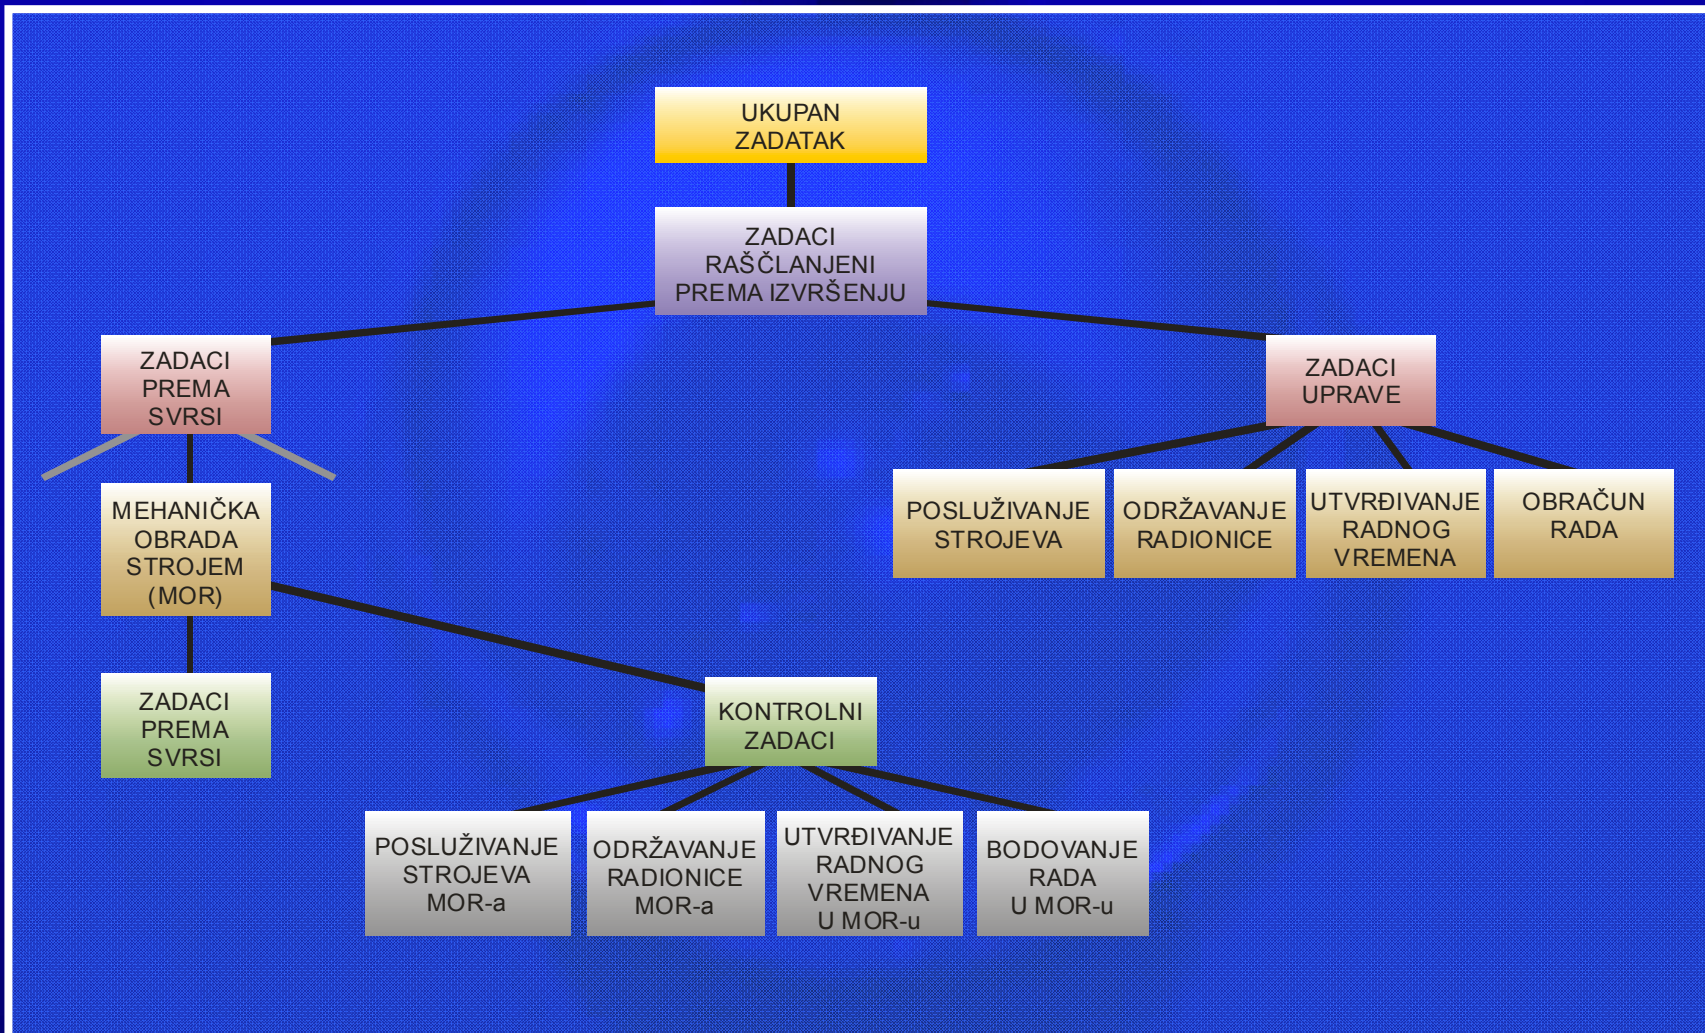 UKUPAN
ZADATAK
ZADACI
RAŠČLANJENI
PREMA IZVRŠENJU
ZADACI
PREMA
SVRSI
ZADACI
UPRAVE
MEHANIČKA
OBRADA
STROJEM
(MOR)
POSLUŽIVANJE
STROJEVA
ODRŽAVANJE
RADIONICE
UTVRĐIVANJE
RADNOG
VREMENA
OBRAČUN
RADA
ZADACI
PREMA
SVRSI
KONTROLNI
ZADACI
POSLUŽIVANJE
STROJEVA
MOR-a
ODRŽAVANJE
RADIONICE
MOR-a
UTVRĐIVANJE
RADNOG
VREMENA
U MOR-u
BODOVANJE
RADA
U MOR-u